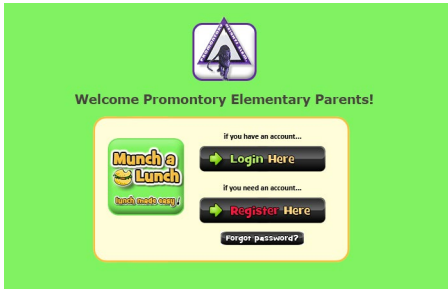 Welcome Promontory Elementary Parents!
if you have an account...
Munch a
Lunch
lunch made easy!
Login Here
if you need an account...
Register Here
Forgot password?